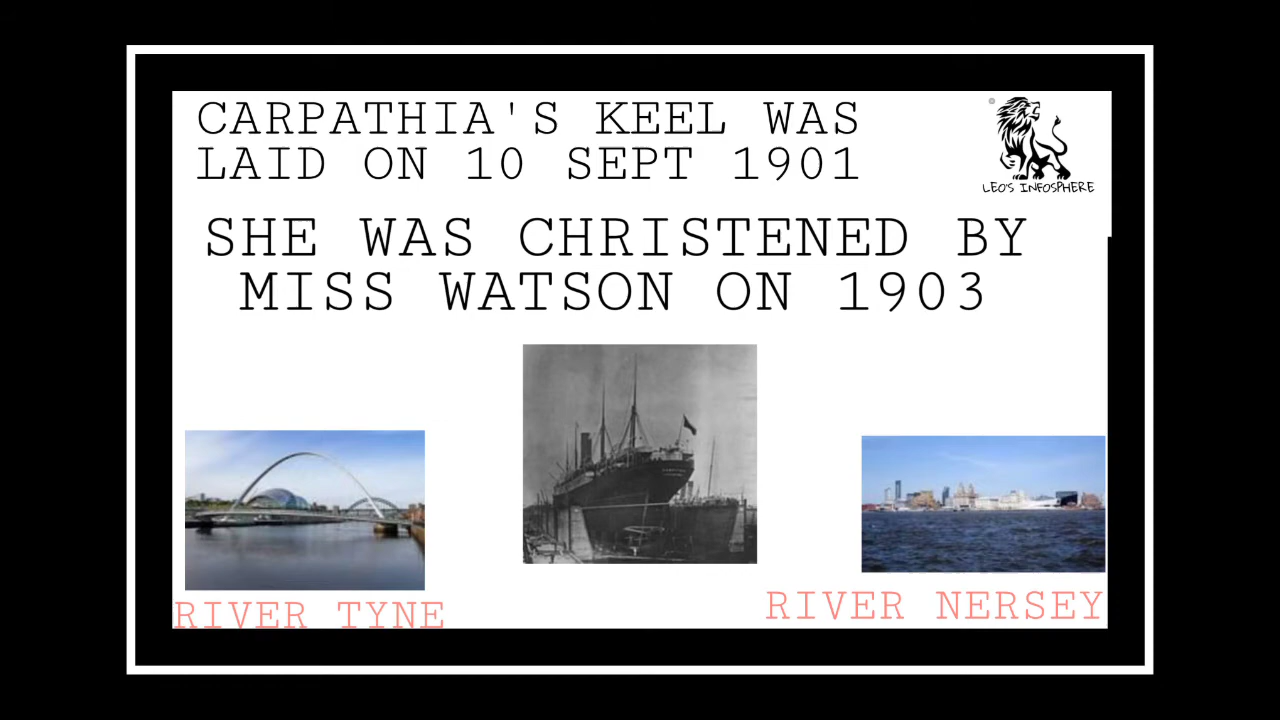 CARPATHIA'S KEEL WAS
LAID ON 10 SEPT 1901
LEO'S INFOSPHERE
SHE WAS CHRISTENED BY
MISS WATSON ON 1903
RIVER TYNE
RIVER NERSEY